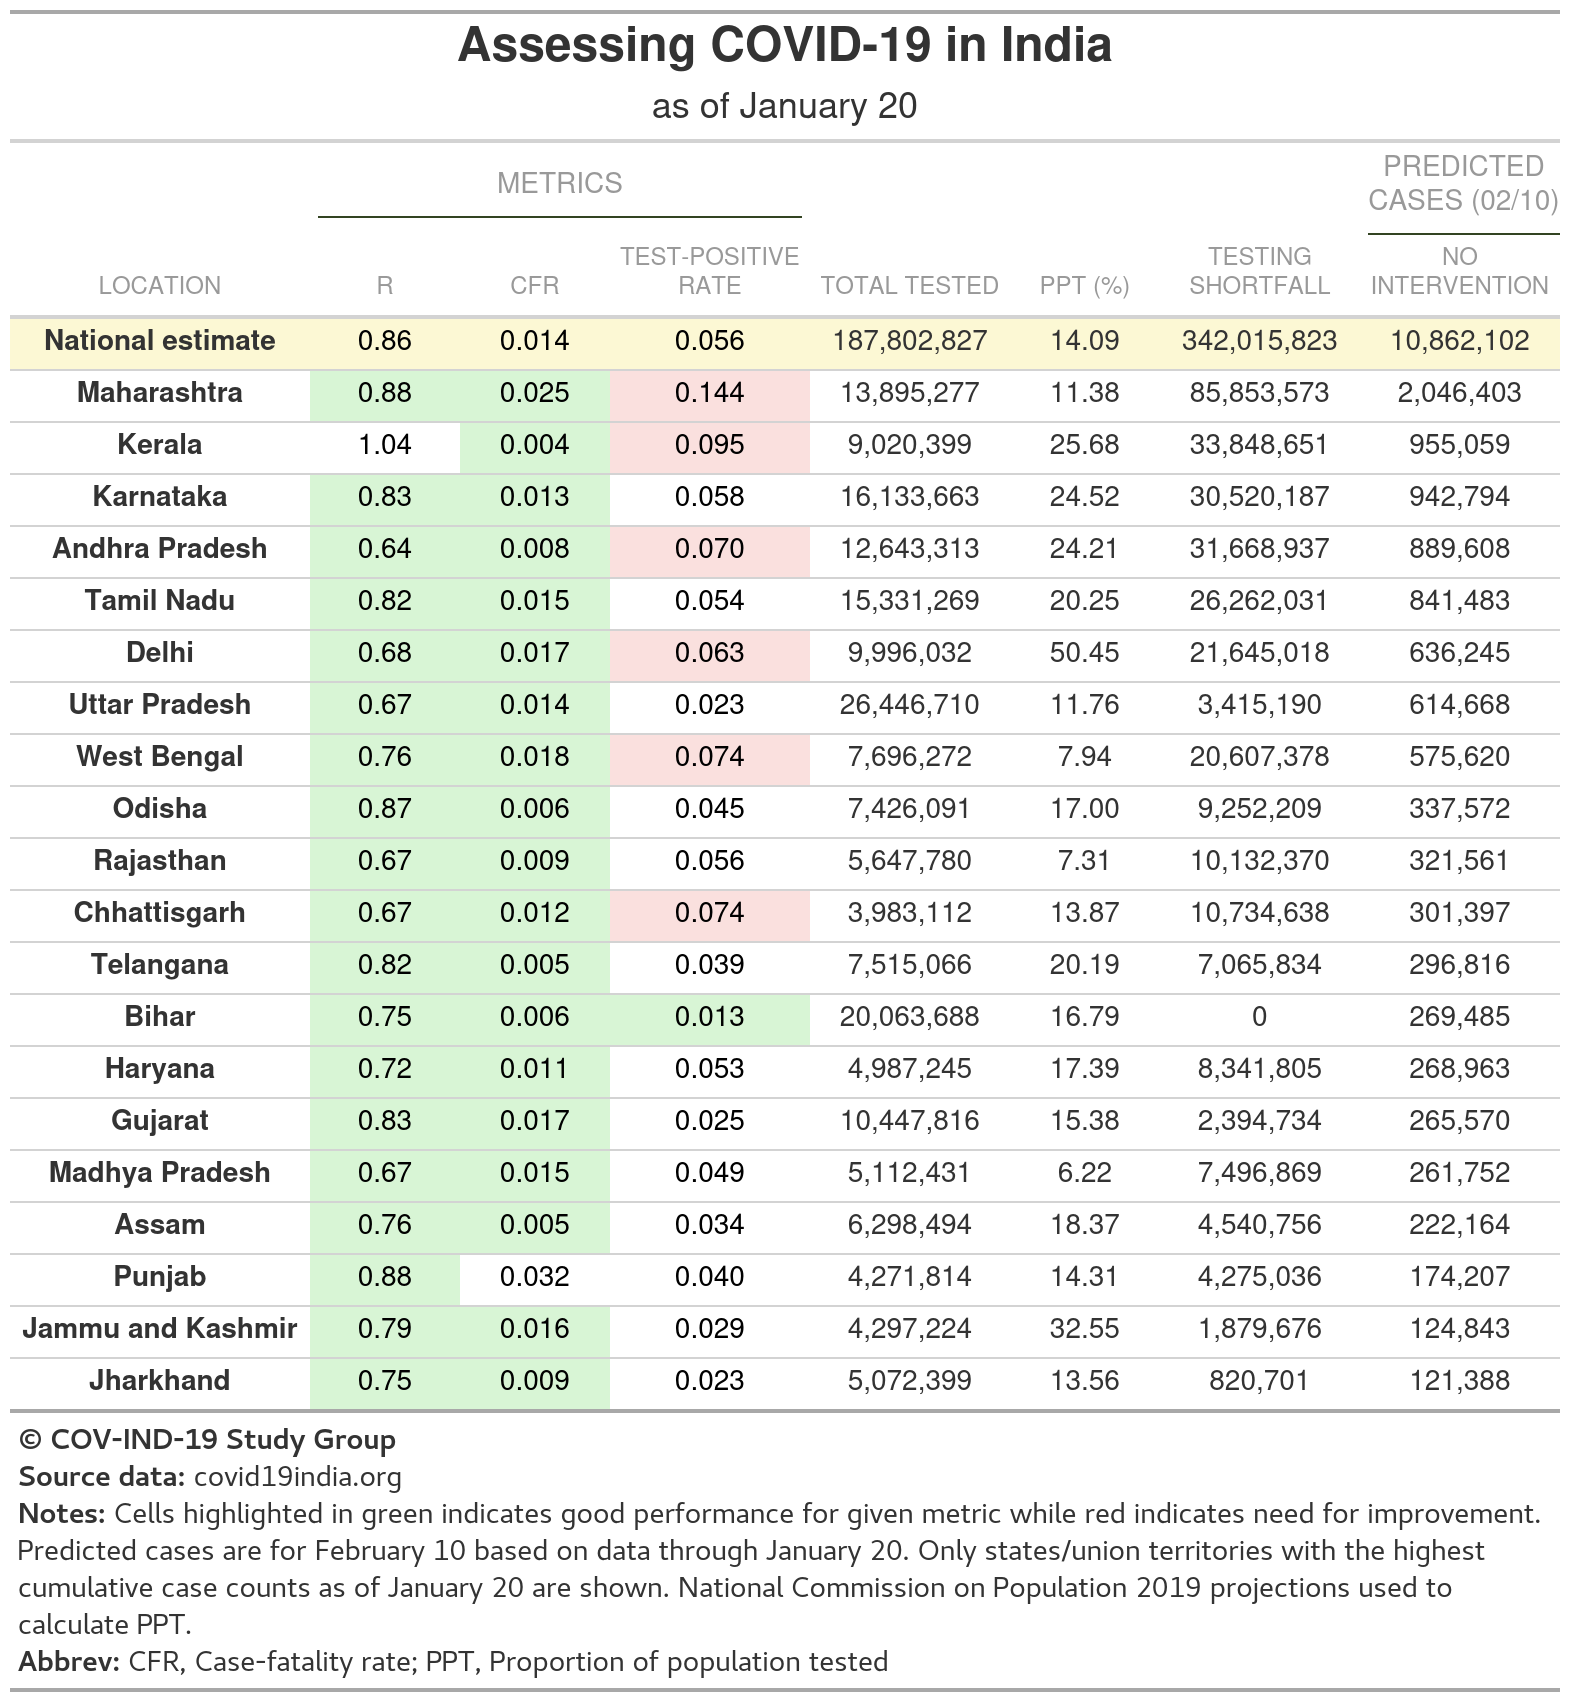 Assessing COVID-19 in India
as of January 20
METRICS
PREDICTED
CASES (02/10)
LOCATION R CFR TEST-POSITIVE RATE TOTAL TESTED PPT (%) TESTING SHORTFALL NO INTERVENTION
National estimate 0.86 0.014 0.056 187,802,827 14.09 342,015,823 10,862,102
Maharashtra 0.88 0.025 0.144 13,895,277 11.38 85,853,573 2,046,403
Kerala 1.04 0.004 0.095 9,020,399 25.68 33,848,651 955,059
Karnataka 0.83 0.013 0.058 16,133,663 24.52 30,520,187 942,794
Andhra Pradesh 0.64 0.008 0.070 12,643,313 24.21 31,668,937 889,608
Tamil Nadu 0.82 0.015 0.054 15,331,269 20.25 26,262,031 841,483
Delhi 0.68 0.017 0.063 9,996,032 50.45 21,645,018 636,245
Uttar Pradesh 0.67 0.014 0.023 26,446,710 11.76 3,415,190 614,668
West Bengal 0.76 0.018 0.074 7,696,272 7.94 20,607,378 575,620
Odisha 0.87 0.006 0.045 7,426,091 17.00 9,252,209 337,572
Rajasthan 0.67 0.009 0.056 5,647,780 7.31 10,132,370 321,561
Chhattisgarh 0.67 0.012 0.074 3,983,112 13.87 10,734,638 301,397
Telangana 0.82 0.005 0.039 7,515,066 20.19 7,065,834 296,816
Bihar 0.75 0.006 0.013 20,063,688 16.79 0 269,485
Haryana 0.72 0.011 0.053 4,987,245 17.39 8,341,805 268,963
Gujarat 0.83 0.017 0.025 10,447,816 15.38 2,394,734 265,570
Madhya Pradesh 0.67 0.015 0.049 5,112,431 6.22 7,496,869 261,752
Assam 0.76 0.005 0.034 6,298,494 18.37 4,540,756 222,164
Punjab 0.88 0.032 0.040 4,271,814 14.31 4,275,036 174,207
Jammu and Kashmir 0.79 0.016 0.029 4,297,224 32.55 1,879,676 124,843
Jharkhand 0.75 0.009 0.023 5,072,399 13.56 820,701 121,388
© COV-IND-19 Study Group
Source data: covid19india.org
Notes: Cells highlighted in green indicates good performance for given metric while red indicates need for improvement.
Predicted cases are for February 10 based on data through January 20. Only states/union territories with the highest
cumulative case counts as of January 20 are shown. National Commission on Population 2019 projections used to
calculate PPT.
Abbrev: CFR, Case-fatality rate; PPT, Proportion of population tested